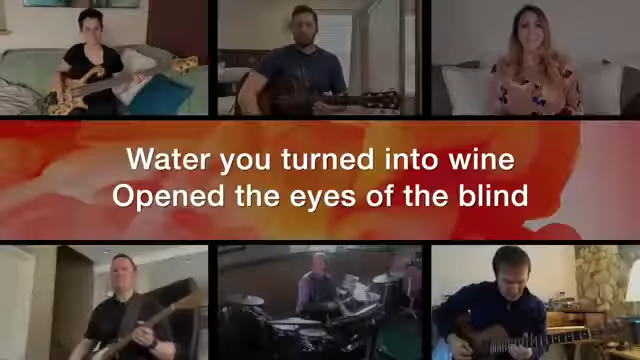 Water you turned into wine
Opened the eyes of the blind